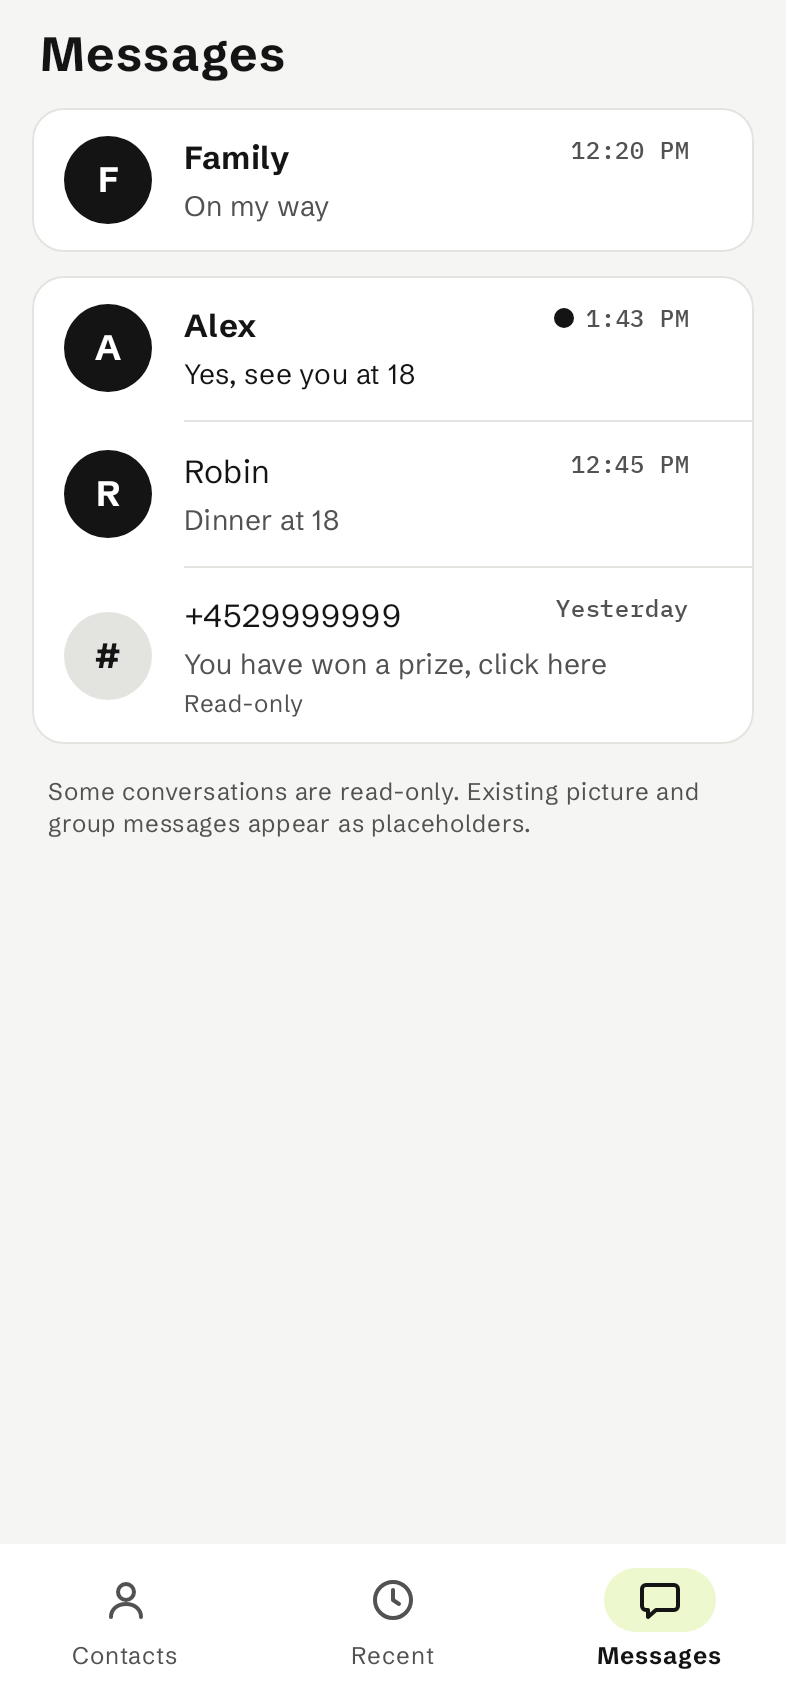 Messages
F
Family
12:20 PM
On my way
A
Alex
1:43 PM
Yes, see you at 18
R
Robin
12:45 PM
Dinner at 18
#
+4529999999
Yesterday
You have won a prize, click here
Read-only
Some conversations are read-only. Existing picture and
group messages appear as placeholders.
Contacts
Recent
Messages